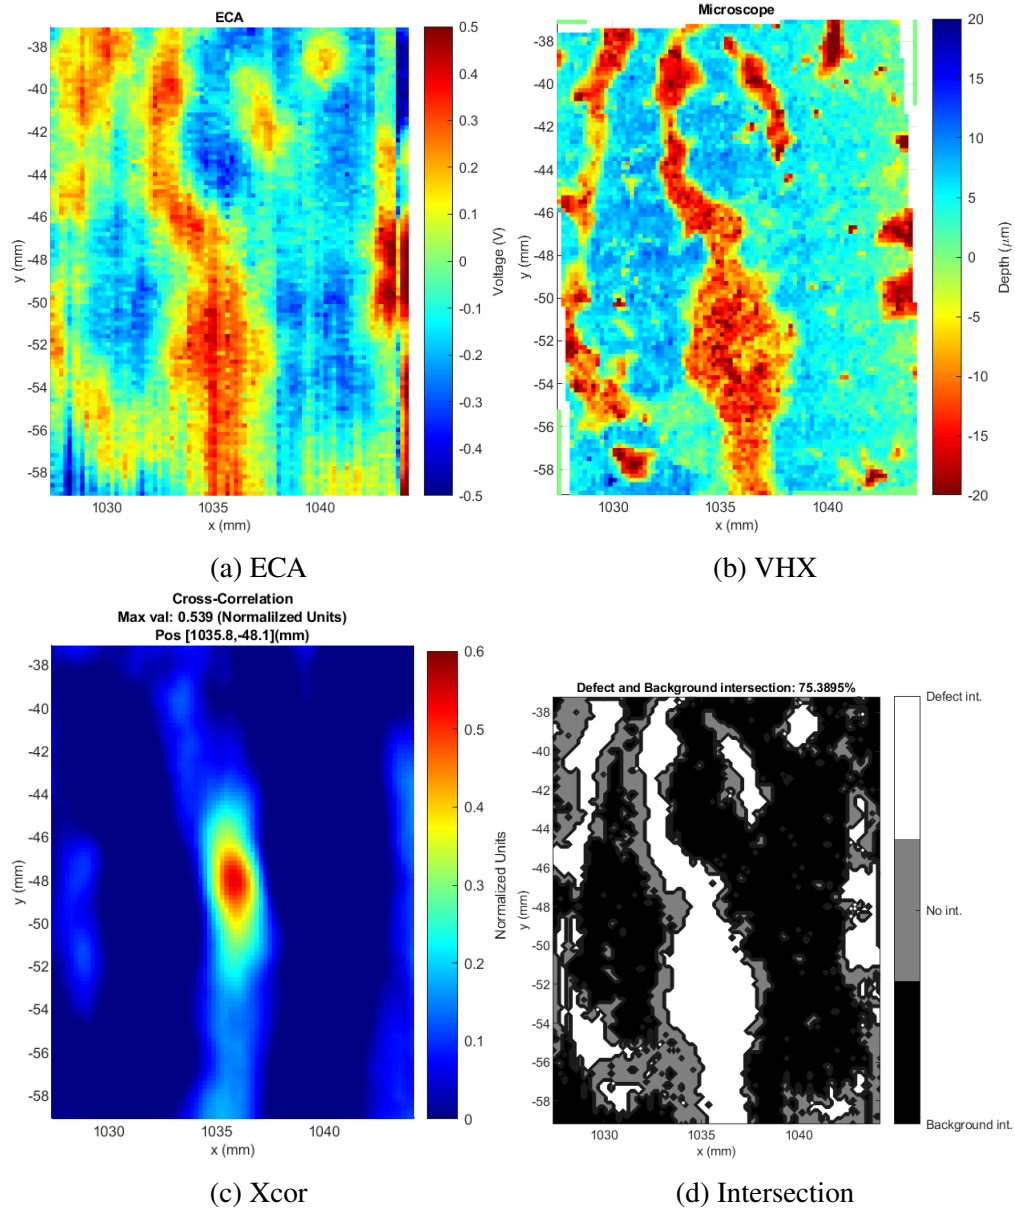 ECA
-38
-40
-42
-44
-46
-48
-50
-52
-54
-56
-58
y (mm)
1030 1035 1040
x (mm)
0.5
0.4
0.3
0.2
0.1
0
-0.1
-0.2
-0.3
-0.4
-0.5
Voltage (V)
(a) ECA
Microscope
-38
-40
-42
-44
-46
-48
-50
-52
-54
-56
-58
y (mm)
1030 1035 1040
x (mm)
20
15
10
5
0
-5
-10
-15
-20
Depth (μm)
(b) VHX
Cross-Correlation
Max val: 0.539 (Normalilzed Units)
Pos [1035.8,-48.1](mm)
-38
-40
-42
-44
-46
-48
-50
-52
-54
-56
-58
y (mm)
1030 1035 1040
x (mm)
0.6
0.5
0.4
0.3
0.2
0.1
0
Normalized Units
(c) Xcor
Defect and Background intersection: 75.3895%
-38
-40
-42
-44
-46
-48
-50
-52
-54
-56
-58
y (mm)
1030 1035 1040
x (mm)
Defect int.
No int.
Background int.
(d) Intersection